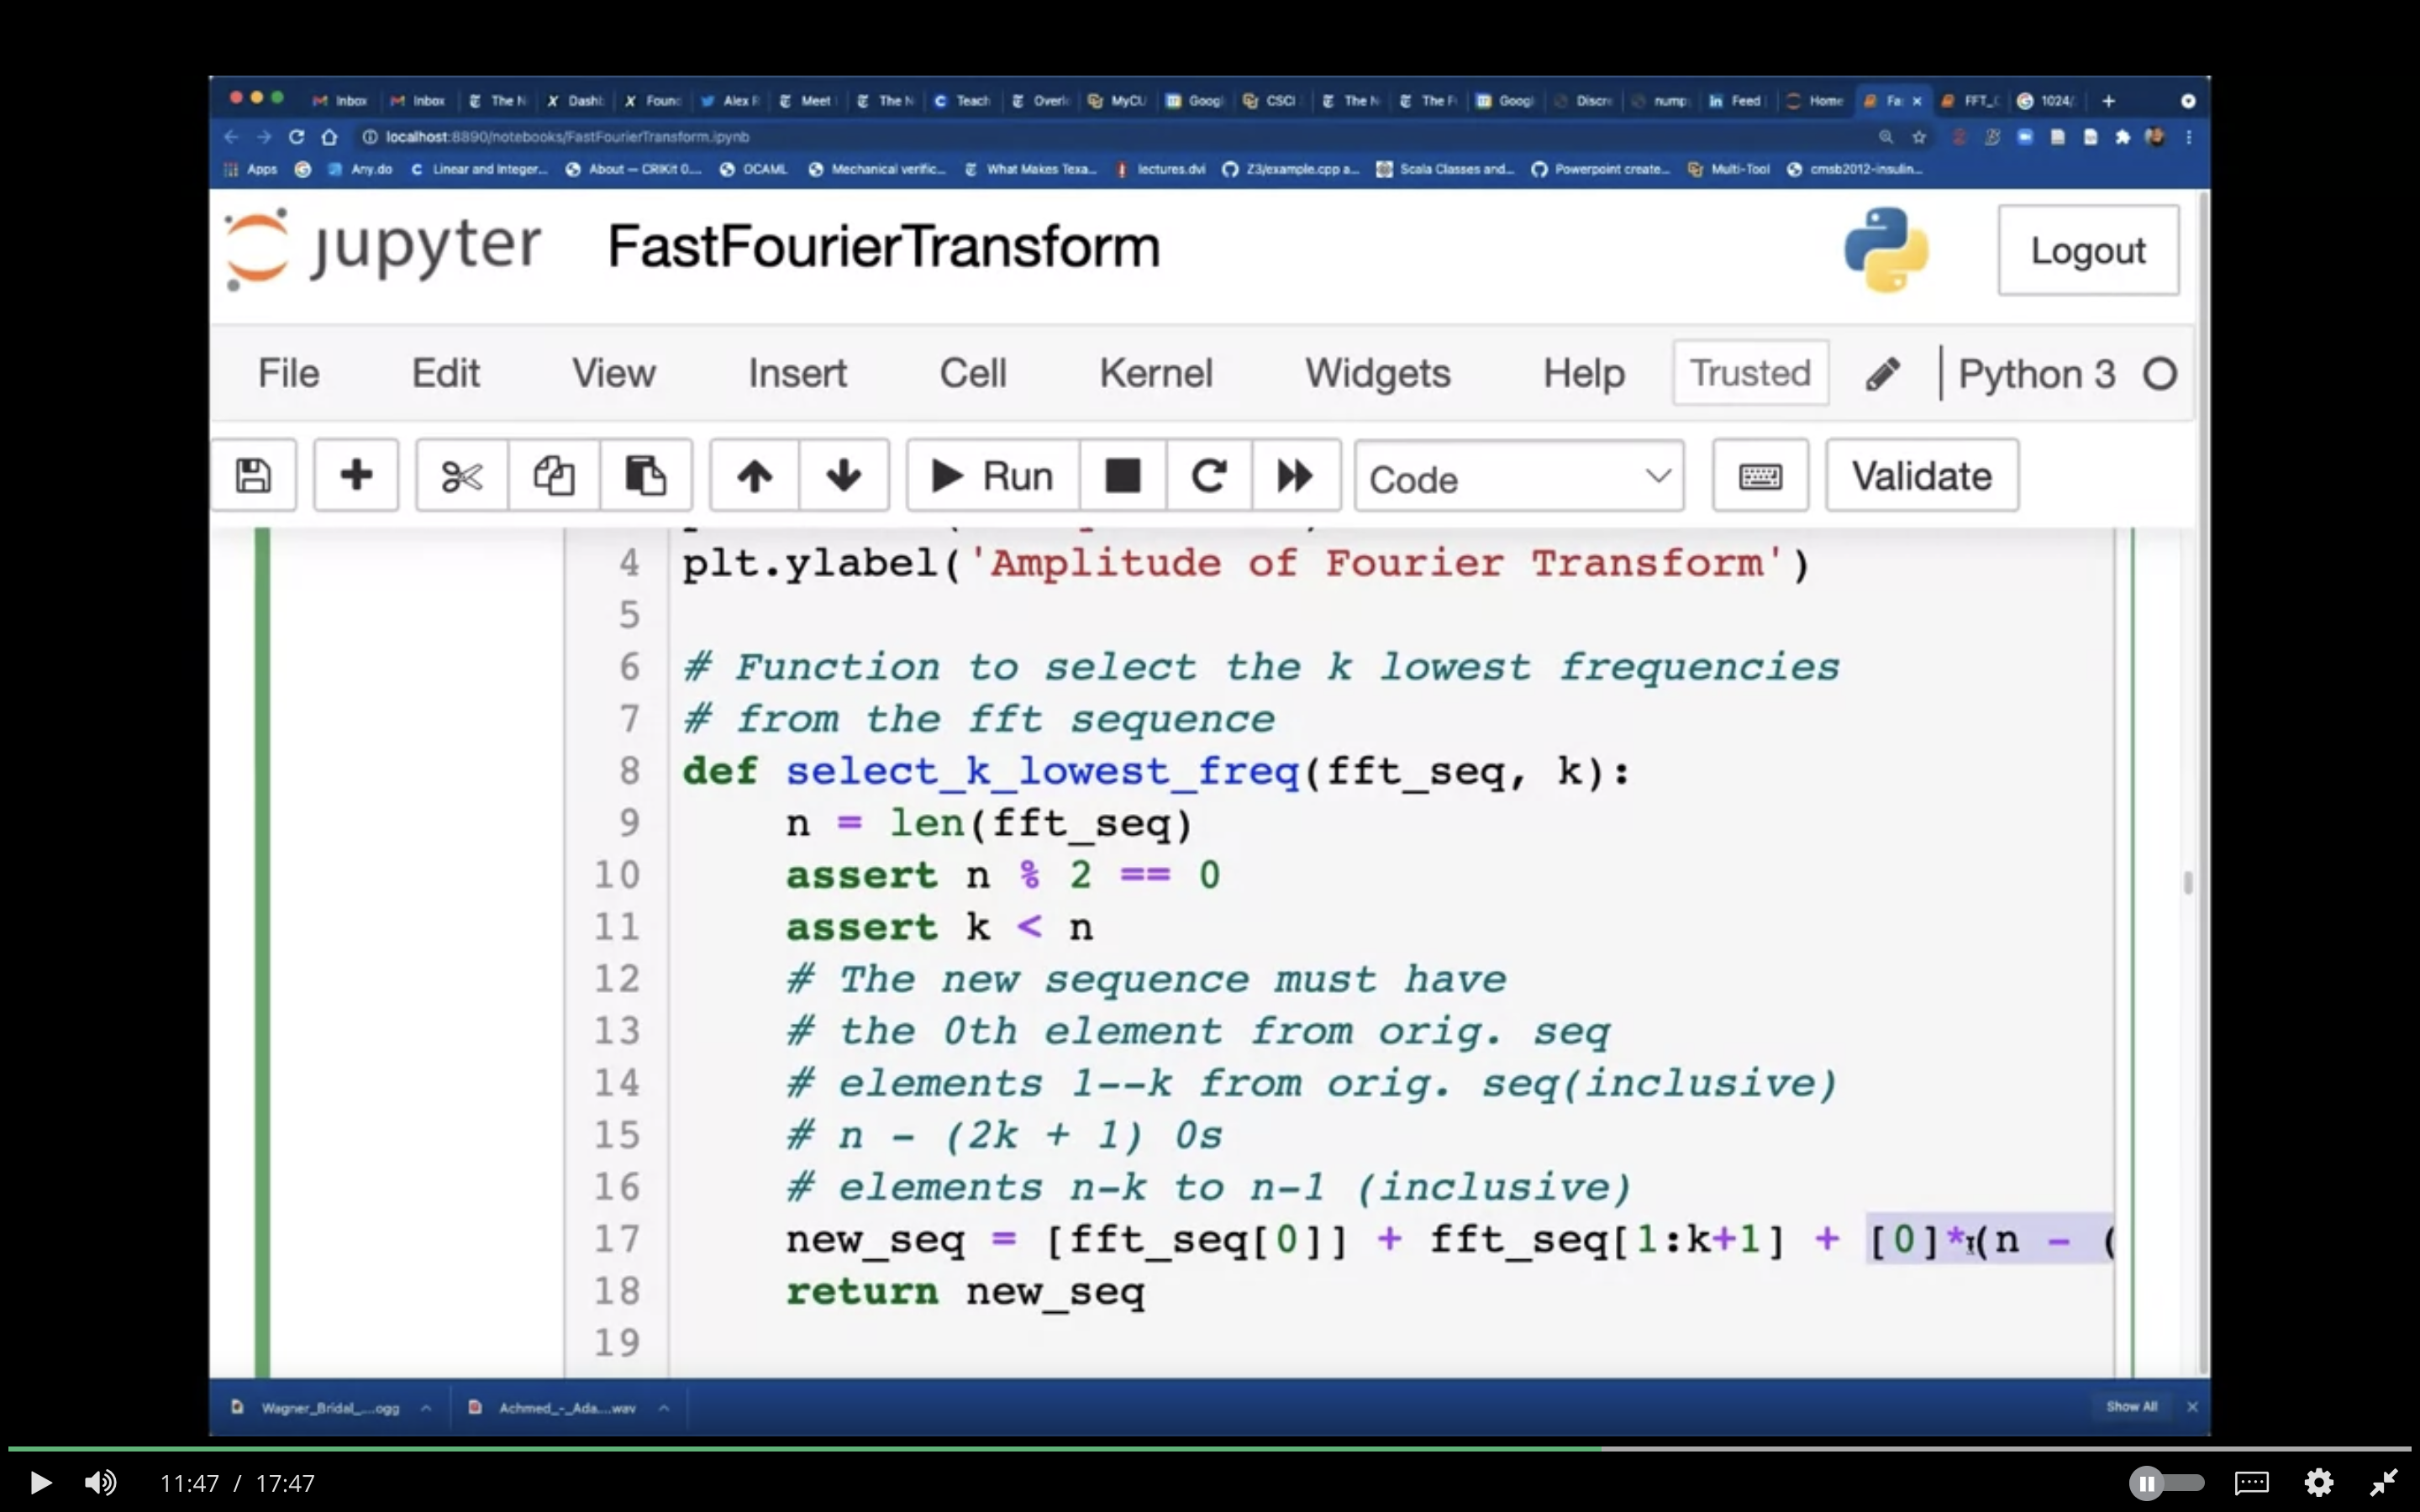 Inbox Inbox The N Dashb Found Alex R Meet The N Teach Overl MyCU Googl CSCI The N The F Googl Discre nump Feed Home Fa FFT_C 1024/
localhost:8890/notebooks/FastFourierTransform.ipynb
Apps Any.do Linear and Integer... About — CRIKit 0.... OCAML Mechanical verific... What Makes Texa... lectures.dvi Z3/example.cpp a... Scala Classes and... Powerpoint create... Multi-Tool cmsb2012-insulin...
jupyter FastFourierTransform Logout
File Edit View Insert Cell Kernel Widgets Help Trusted Python 3
Run Code Validate
4 plt.ylabel('Amplitude of Fourier Transform')
5
6 # Function to select the k lowest frequencies
7 # from the fft sequence
8 def select_k_lowest_freq(fft_seq, k):
9 n = len(fft_seq)
10 assert n % 2 == 0
11 assert k < n
12 # The new sequence must have
13 # the 0th element from orig. seq
14 # elements 1--k from orig. seq(inclusive)
15 # n - (2k + 1) 0s
16 # elements n-k to n-1 (inclusive)
17 new_seq = [fft_seq[0]] + fft_seq[1:k+1] + [0]*(n - (
18 return new_seq
19
Wagner_Bridal_....ogg Achmed_-_Ada....wav Show All
11:47 / 17:47